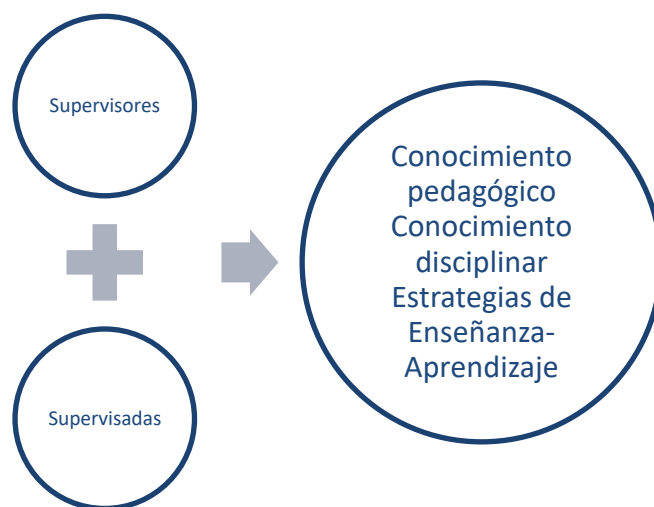 Supervisores
Supervisadas
Conocimiento
pedagógico
Conocimiento
disciplinar
Estrategias de
Enseñanza-
Aprendizaje